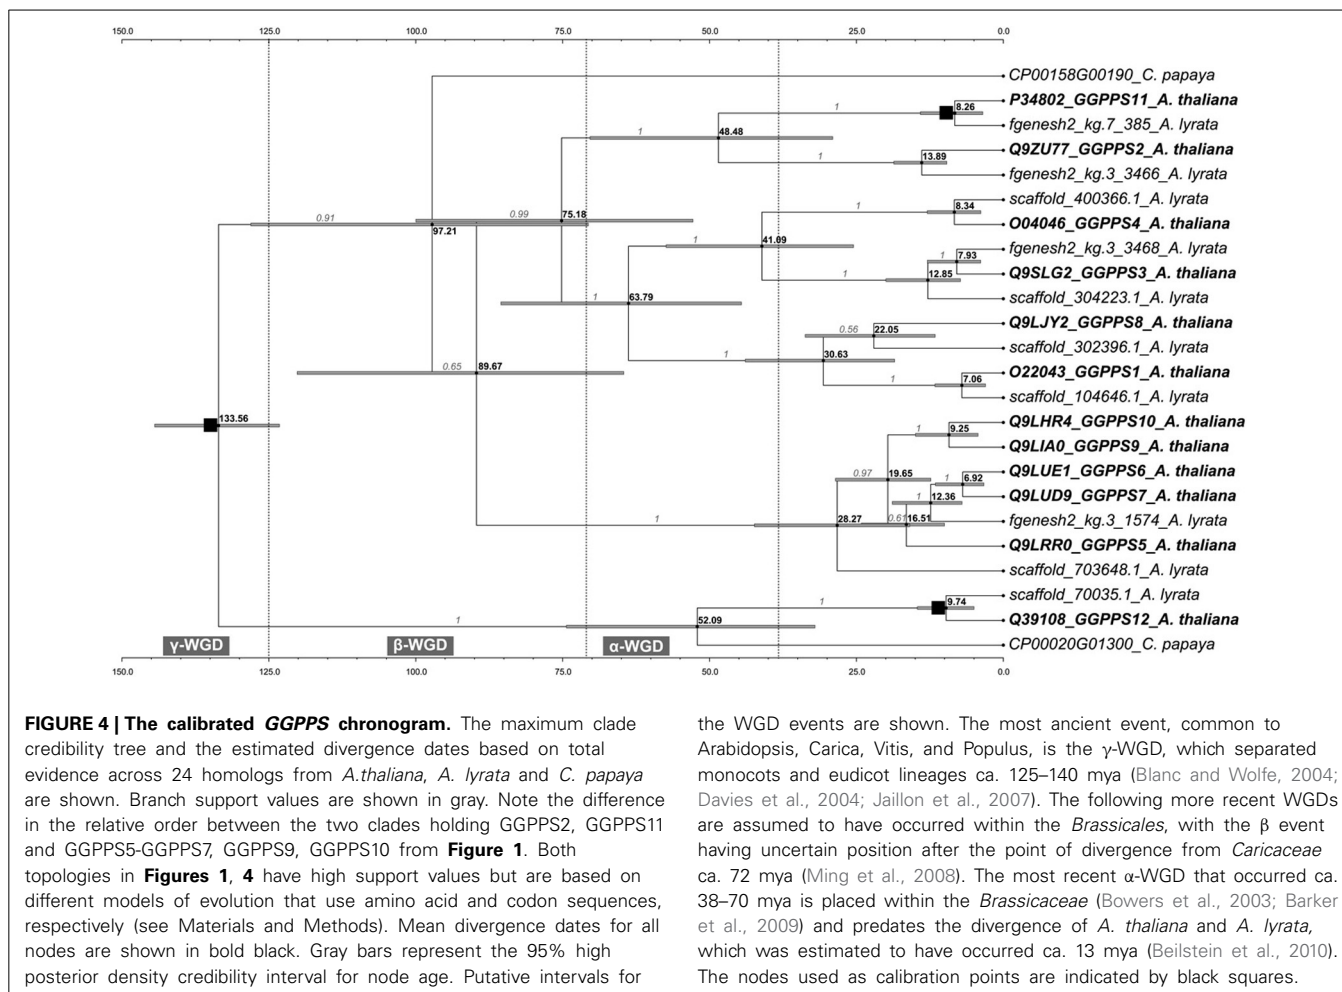 150.0 125.0 100.0 75.0 50.0 25.0 0.0
CP00158G00190_C. papaya
P34802_GGPPS11_A. thaliana
1
8.26
fgenesh2_kg.7_385_A. lyrata
1
48.48
Q9ZU77_GGPPS2_A. thaliana
1
13.89
fgenesh2_kg.3_3466_A. lyrata
scaffold_400366.1_A. lyrata
1
8.34
0.91
0.99
75.18
O04046_GGPPS4_A. thaliana
97.21
1
41.09
fgenesh2_kg.3_3468_A. lyrata
1
7.93
Q9SLG2_GGPPS3_A. thaliana
1
12.85
1
63.79
scaffold_304223.1_A. lyrata
Q9LJY2_GGPPS8_A. thaliana
0.56
22.05
scaffold_302396.1_A. lyrata
1
30.63
0.65
89.67
O22043_GGPPS1_A. thaliana
1
7.06
scaffold_104646.1_A. lyrata
133.56
Q9LHR4_GGPPS10_A. thaliana
1
9.25
Q9LIA0_GGPPS9_A. thaliana
0.97
19.65
Q9LUE1_GGPPS6_A. thaliana
1
6.92
Q9LUD9_GGPPS7_A. thaliana
1
12.36
1
28.27
0.61
16.51
fgenesh2_kg.3_1574_A. lyrata
Q9LRR0_GGPPS5_A. thaliana
scaffold_703648.1_A. lyrata
scaffold_70035.1_A. lyrata
1
9.74
1
52.09
Q39108_GGPPS12_A. thaliana
γ-WGD β-WGD α-WGD
CP00020G01300_C. papaya
150.0 125.0 100.0 75.0 50.0 25.0 0.0
FIGURE 4 | The calibrated GGPPS chronogram. The maximum clade
credibility tree and the estimated divergence dates based on total
evidence across 24 homologs from A.thaliana, A. lyrata and C. papaya
are shown. Branch support values are shown in gray. Note the difference
in the relative order between the two clades holding GGPPS2, GGPPS11
and GGPPS5-GGPPS7, GGPPS9, GGPPS10 from Figure 1. Both
topologies in Figures 1, 4 have high support values but are based on
different models of evolution that use amino acid and codon sequences,
respectively (see Materials and Methods). Mean divergence dates for all
nodes are shown in bold black. Gray bars represent the 95% high
posterior density credibility interval for node age. Putative intervals for
the WGD events are shown. The most ancient event, common to
Arabidopsis, Carica, Vitis, and Populus, is the γ-WGD, which separated
monocots and eudicot lineages ca. 125–140 mya (Blanc and Wolfe, 2004;
Davies et al., 2004; Jaillon et al., 2007). The following more recent WGDs
are assumed to have occurred within the Brassicales, with the β event
having uncertain position after the point of divergence from Caricaceae
ca. 72 mya (Ming et al., 2008). The most recent α-WGD that occurred ca.
38–70 mya is placed within the Brassicaceae (Bowers et al., 2003; Barker
et al., 2009) and predates the divergence of A. thaliana and A. lyrata,
which was estimated to have occurred ca. 13 mya (Beilstein et al., 2010).
The nodes used as calibration points are indicated by black squares.